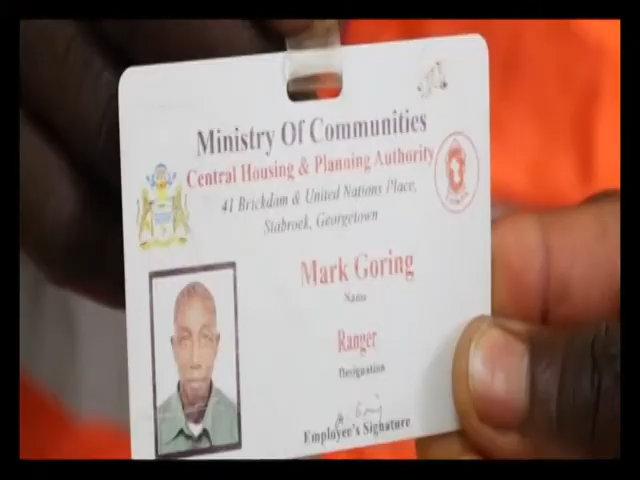 Ministry Of Communities
Central Housing & Planning Authority
41 Brickdam & United Nations Place,
Stabroek, Georgetown
Mark Goring
Name
Ranger
Designation
Employee's Signature